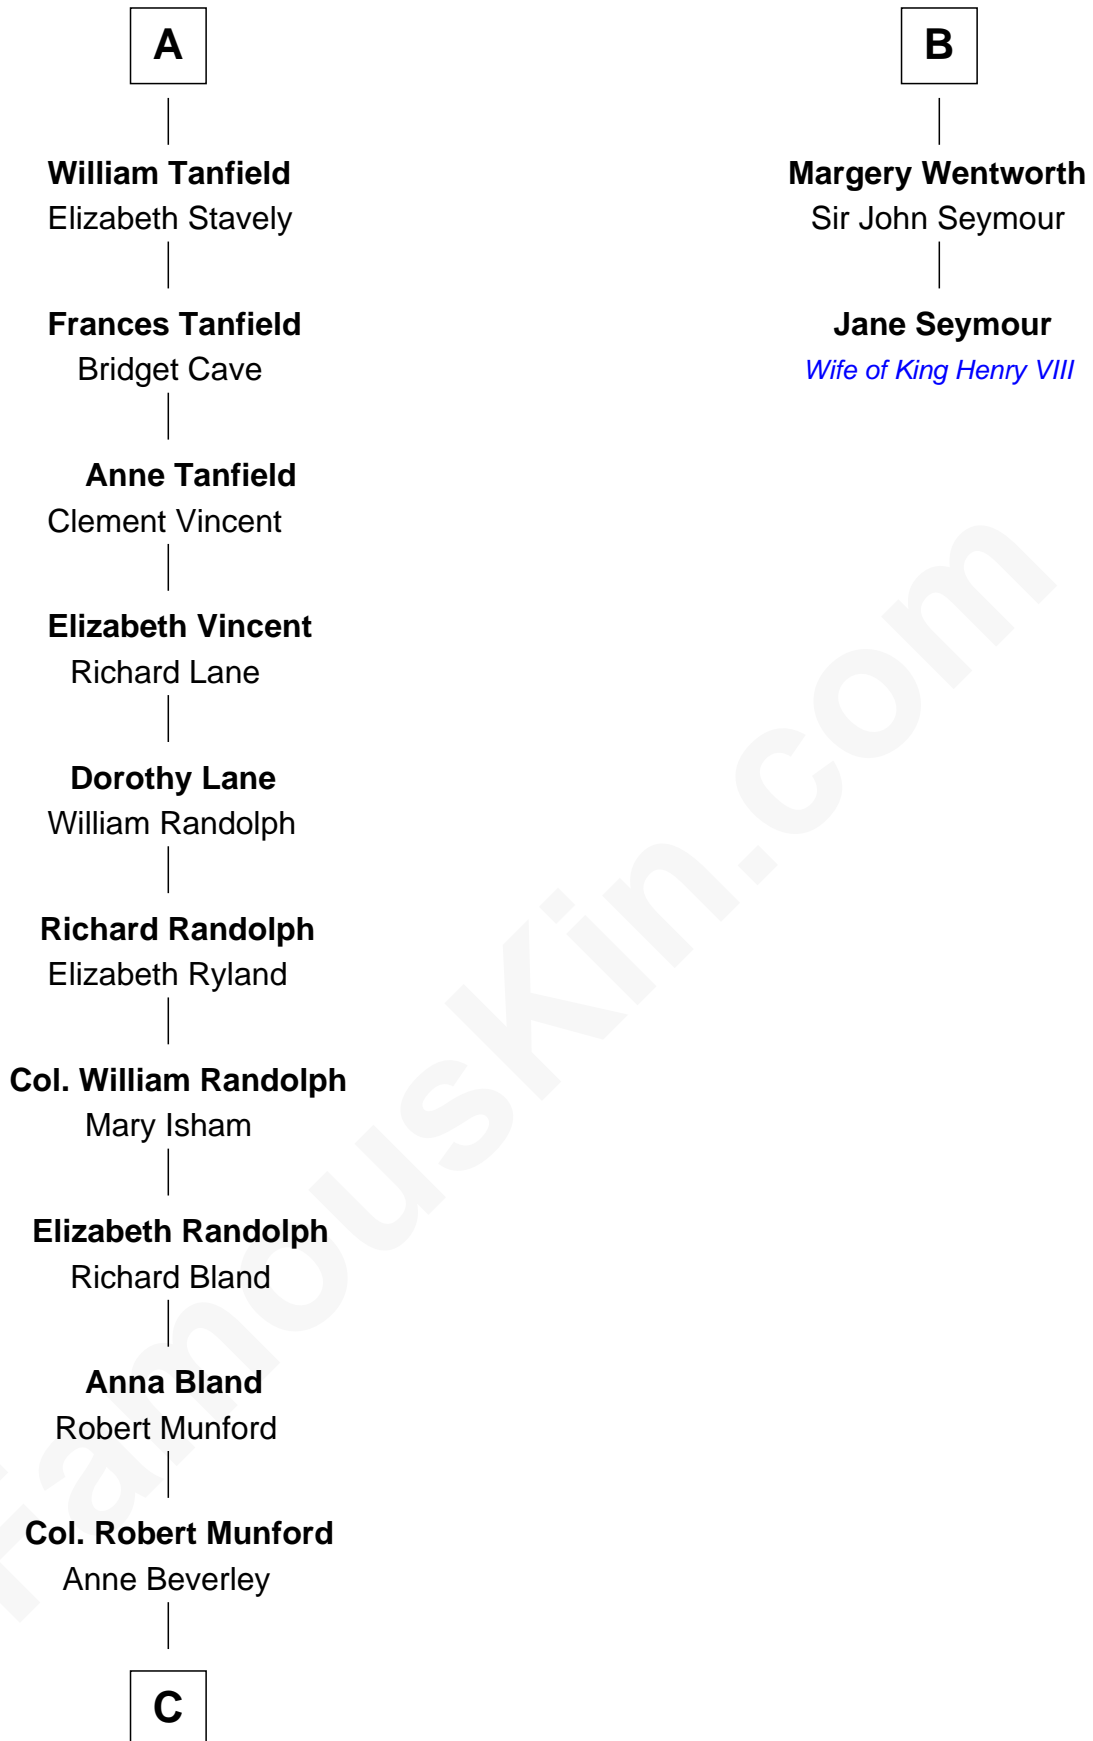 A
William Tanfield
Elizabeth Stavely
Frances Tanfield
Bridget Cave
Anne Tanfield
Clement Vincent
Elizabeth Vincent
Richard Lane
Dorothy Lane
William Randolph
Richard Randolph
Elizabeth Ryland
Col. William Randolph
Mary Isham
Elizabeth Randolph
Richard Bland
Anna Bland
Robert Munford
Col. Robert Munford
Anne Beverley
C
B
Margery Wentworth
Sir John Seymour
Jane Seymour
Wife of King Henry VIII
FamousKin.com